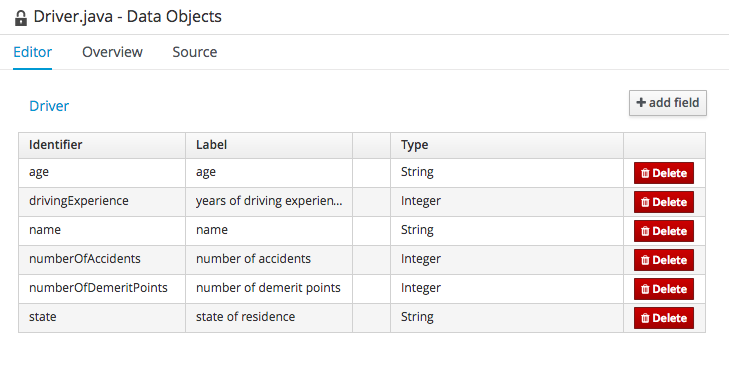 Driver.java - Data Objects
Editor Overview Source
Driver
+ add field
Identifier Label Type
age age String Delete
drivingExperience years of driving experien... Integer Delete
name name String Delete
numberOfAccidents number of accidents Integer Delete
numberOfDemeritPoints number of demerit points Integer Delete
state state of residence String Delete